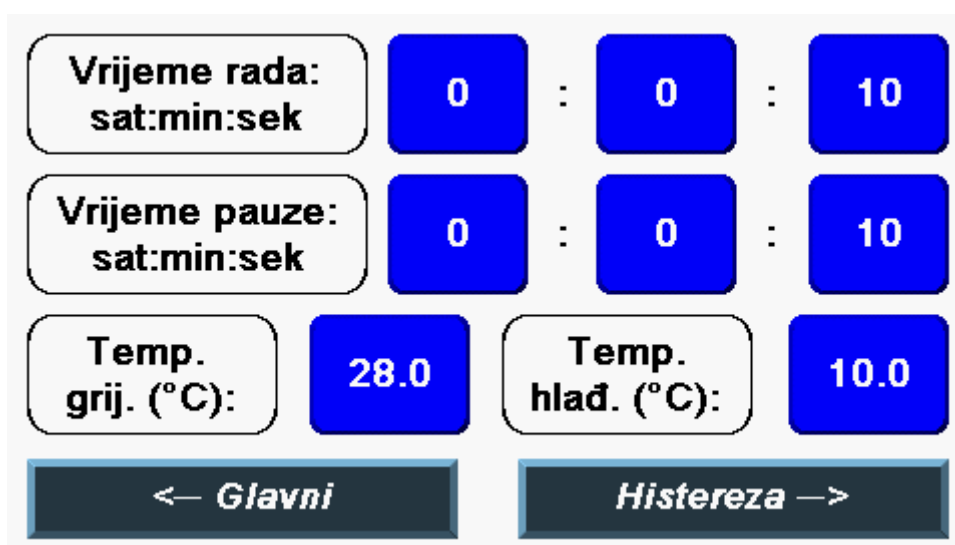 Vrijeme rada:
sat:min:sek
0 : 0 : 10
Vrijeme pauze:
sat:min:sek
0 : 0 : 10
Temp.
grij. (°C):
28.0
Temp.
hlađ. (°C):
10.0
<— Glavni
Histereza —>